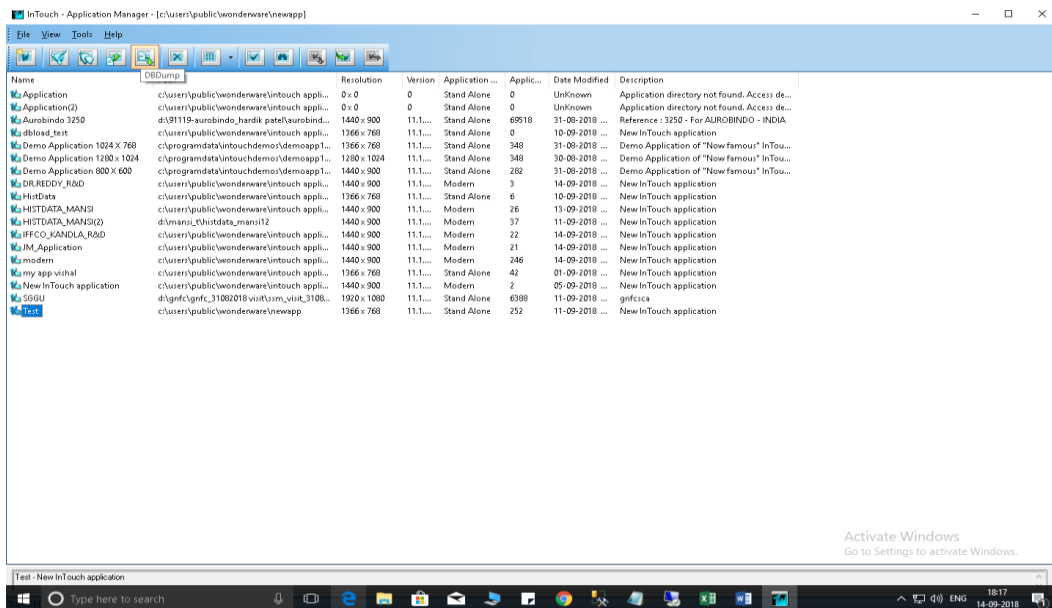 InTouch - Application Manager - [c:\users\public\wonderware\newapp]
File View Tools Help
DBDump
Name Resolution Version Application ... Applic... Date Modified Description
Application c:\users\public\wonderware\intouch appli... 0 x 0 0 Stand Alone 0 UnKnown Application directory not found. Access de...
Application(2) c:\users\public\wonderware\intouch appli... 0 x 0 0 Stand Alone 0 UnKnown Application directory not found. Access de...
Aurobindo 3250 d:\91119-aurobindo_hardik patel\aurobind... 1440 x 900 11.1.... Stand Alone 69518 31-08-2018 ... Reference : 3250 - For AUROBINDO - INDIA
dbload_test c:\users\public\wonderware\intouch appli... 1366 x 768 11.1.... Stand Alone 0 10-09-2018 ... New InTouch application
Demo Application 1024 X 768 c:\programdata\intouchdemos\demoapp1... 1366 x 768 11.1.... Stand Alone 348 31-08-2018 ... Demo Application of "Now famous" InTou...
Demo Application 1280 x 1024 c:\programdata\intouchdemos\demoapp1... 1280 x 1024 11.1.... Stand Alone 348 30-08-2018 ... Demo Application of "Now famous" InTou...
Demo Application 800 X 600 c:\programdata\intouchdemos\demoapp1... 1440 x 900 11.1.... Stand Alone 282 31-08-2018 ... Demo Application of "Now famous" InTou...
DR.REDDY_R&D c:\users\public\wonderware\intouch appli... 1440 x 900 11.1.... Modern 3 14-09-2018 ... New InTouch application
HistData c:\users\public\wonderware\intouch appli... 1366 x 768 11.1.... Stand Alone 6 10-09-2018 ... New InTouch application
HISTDATA_MANSI c:\users\public\wonderware\intouch appli... 1440 x 900 11.1.... Modern 26 13-09-2018 ... New InTouch application
HISTDATA_MANSI(2) d:\mansi_t\histdata_mansi12 1440 x 900 11.1.... Modern 37 11-09-2018 ... New InTouch application
IFFCO_KANDLA_R&D c:\users\public\wonderware\intouch appli... 1440 x 900 11.1.... Modern 22 14-09-2018 ... New InTouch application
JM_Application c:\users\public\wonderware\intouch appli... 1440 x 900 11.1.... Modern 21 14-09-2018 ... New InTouch application
modern c:\users\public\wonderware\intouch appli... 1440 x 900 11.1.... Modern 246 14-09-2018 ... New InTouch application
my app vishal c:\users\public\wonderware\intouch appli... 1366 x 768 11.1.... Stand Alone 42 01-09-2018 ... New InTouch application
New InTouch application c:\users\public\wonderware\intouch appli... 1440 x 900 11.1.... Modern 2 05-09-2018 ... New InTouch application
SGGU d:\gnfc\gnfc_31082018 visit\ssm_visit_3108... 1920 x 1080 11.1.... Stand Alone 6388 11-09-2018 ... gnfcsca
Test c:\users\public\wonderware\newapp 1366 x 768 11.1.... Stand Alone 252 11-09-2018 ... New InTouch application
Activate Windows
Go to Settings to activate Windows.
Test - New InTouch application
Type here to search ENG 18:17
14-09-2018